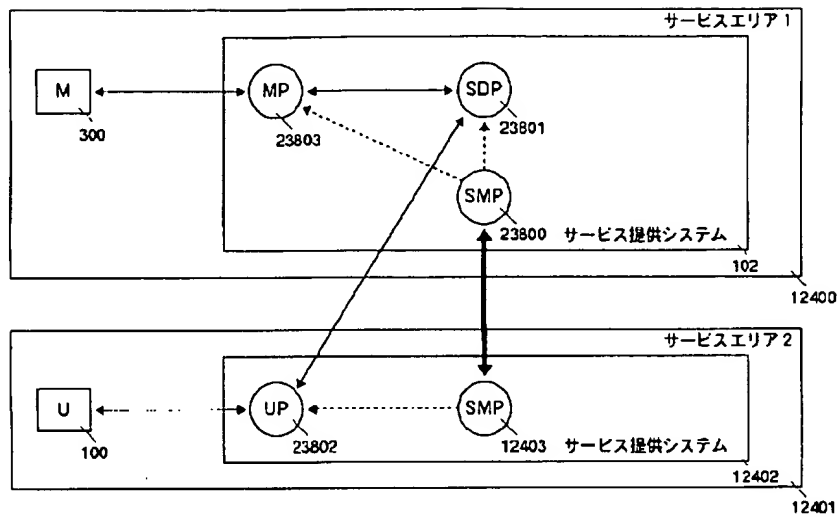 サービスエリア1
M
300
MP
23803
SDP
23801
SMP
23800
サービス提供システム
102
12400
サービスエリア2
U
100
UP
23802
SMP
12403
サービス提供システム
12402
12401